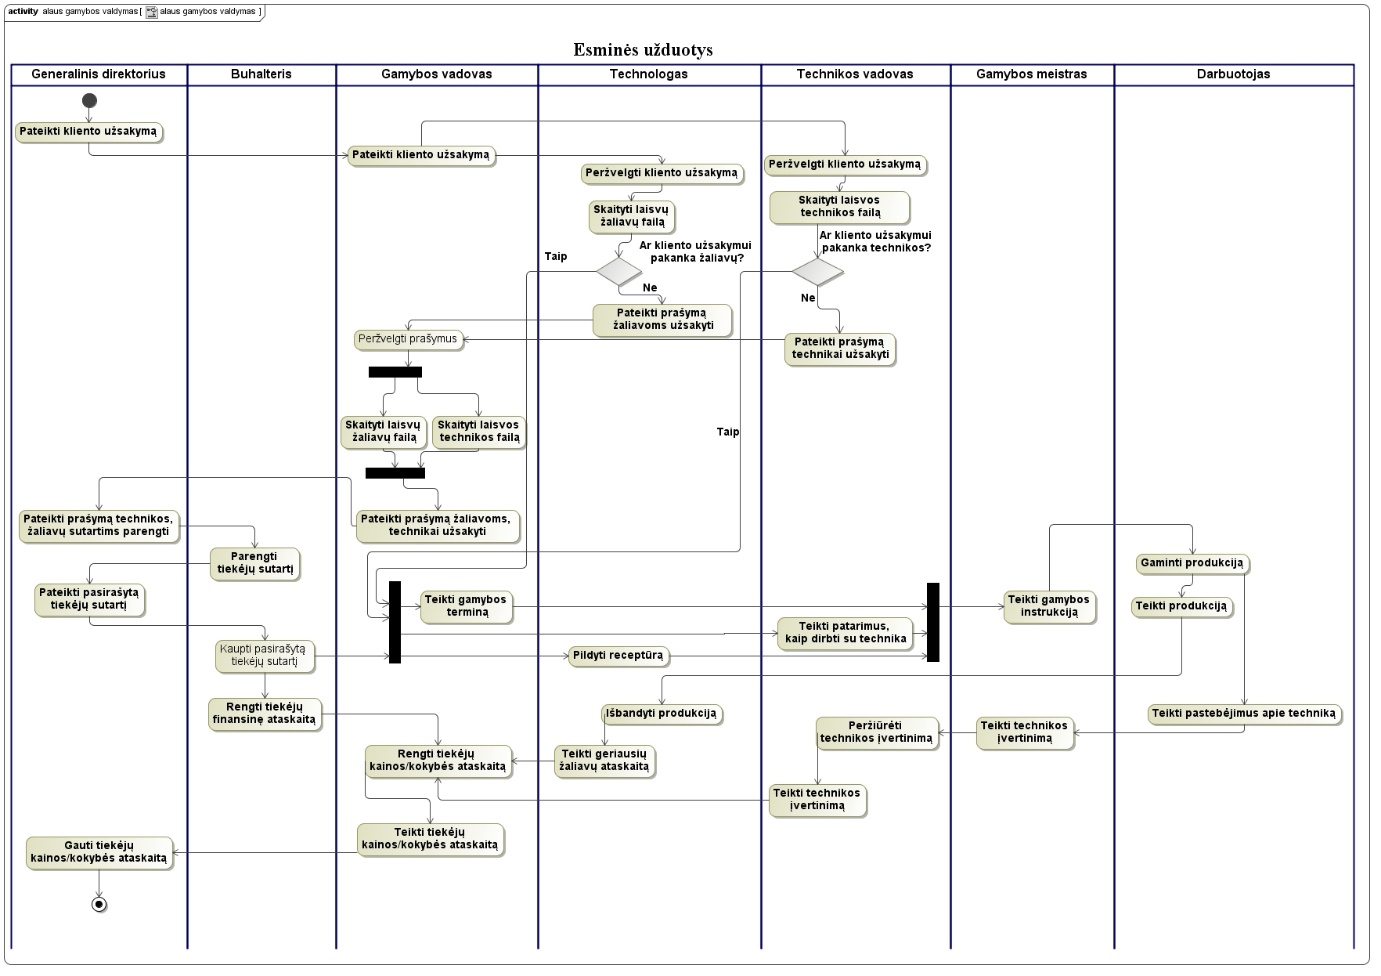 activity alaus gamybos valdymas [ alaus gamybos valdymas ]
Esminės užduotys
Generalinis direktorius
Buhalteris
Gamybos vadovas
Technologas
Technikos vadovas
Gamybos meistras
Darbuotojas
Pateikti kliento užsakymą
Pateikti kliento užsakymą
Peržvelgti kliento užsakymą
Peržvelgti kliento užsakymą
Skaityti laisvų
žaliavų failą
Skaityti laisvos
technikos failą
Ar kliento užsakymui
pakanka žaliavų?
Ar kliento užsakymui
pakanka technikos?
Taip
Ne
Ne
Pateikti prašymą
žaliavoms užsakyti
Peržvelgti prašymus
Pateikti prašymą
technikai užsakyti
Skaityti laisvų
žaliavų failą
Skaityti laisvos
technikos failą
Taip
Pateikti prašymą technikos,
žaliavų sutartims parengti
Pateikti prašymą žaliavoms,
technikai užsakyti
Parengti
tiekėjų sutartį
Gaminti produkciją
Pateikti pasirašytą
tiekėjų sutartį
Teikti gamybos
terminą
Teikti gamybos
instrukciją
Teikti produkciją
Teikti patarimus,
kaip dirbti su technika
Kaupti pasirašytą
tiekėjų sutartį
Pildyti receptūrą
Rengti tiekėjų
finansinę ataskaitą
Išbandyti produkciją
Teikti pastebėjimus apie techniką
Peržiūrėti
technikos įvertinimą
Teikti technikos
įvertinimą
Rengti tiekėjų
kainos/kokybės ataskaitą
Teikti geriausių
žaliavų ataskaitą
Teikti technikos
įvertinimą
Teikti tiekėjų
kainos/kokybės ataskaitą
Gauti tiekėjų
kainos/kokybės ataskaitą